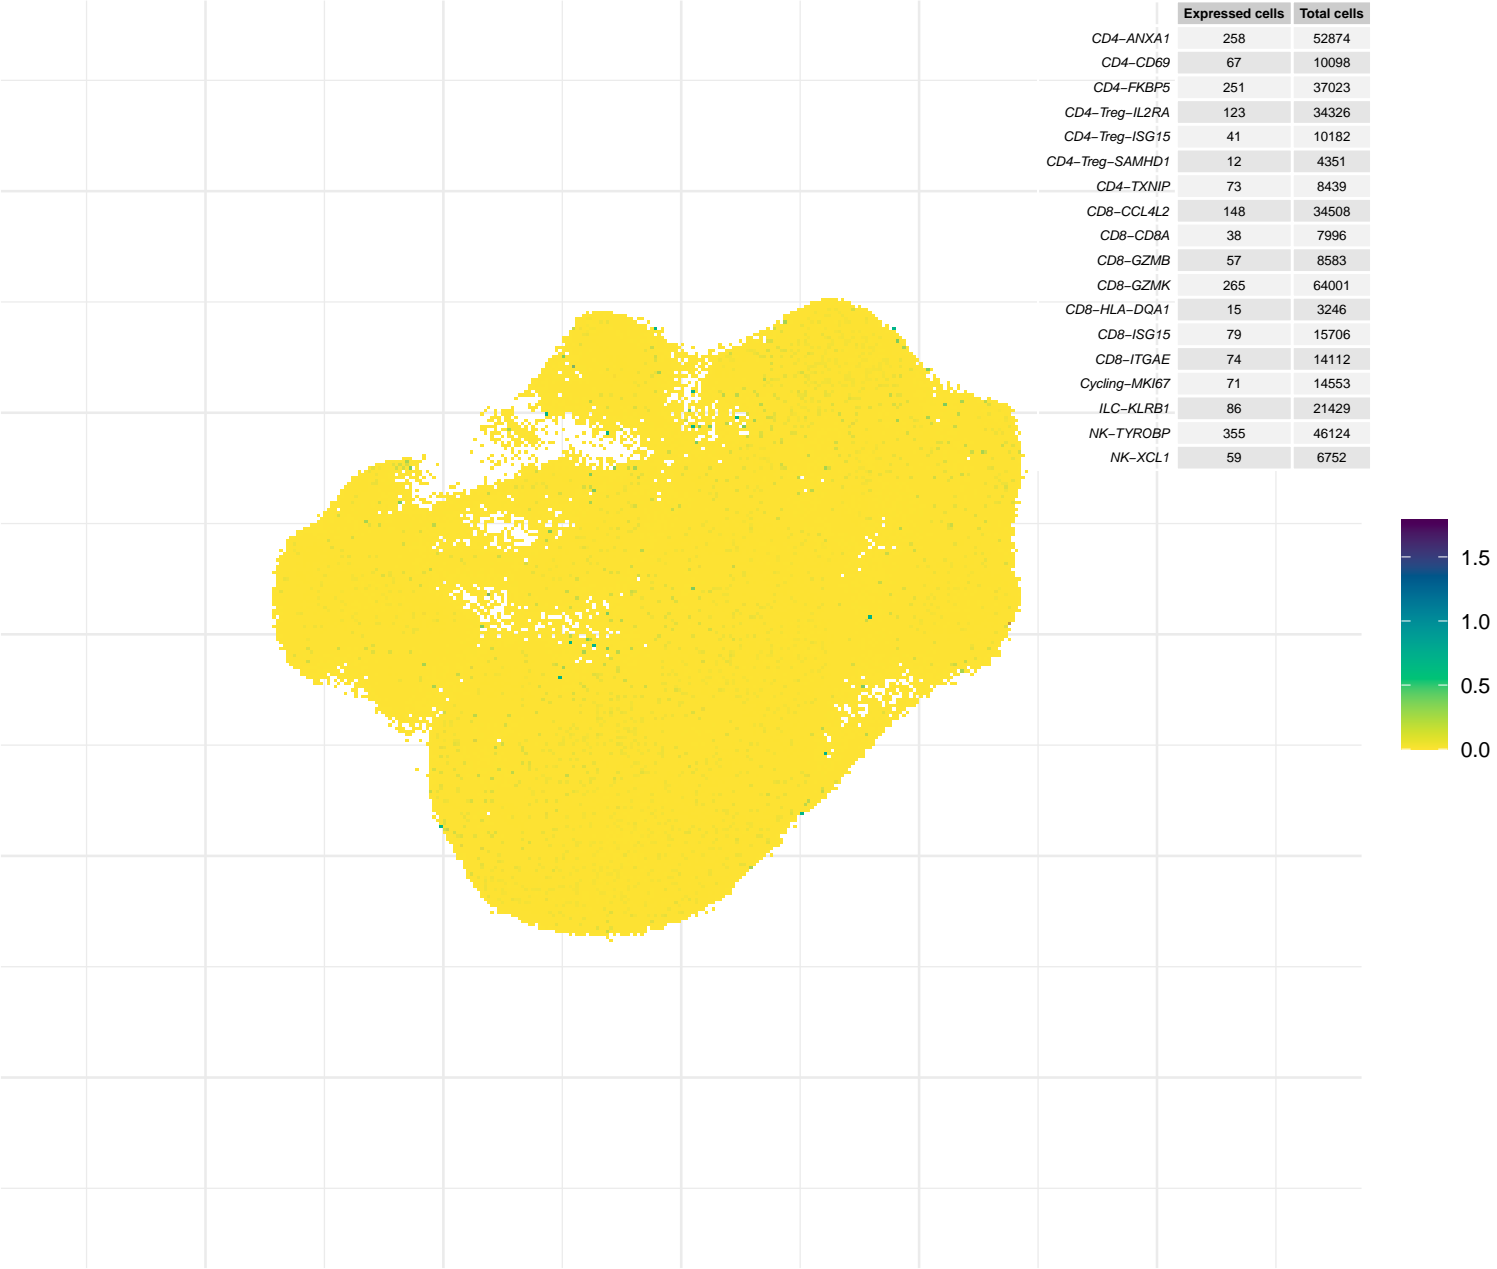 Expressed cells Total cells
CD4−ANXA1 258 52874
CD4−CD69 67 10098
CD4−FKBP5 251 37023
CD4−Treg−IL2RA 123 34326
CD4−Treg−ISG15 41 10182
CD4−Treg−SAMHD1 12 4351
CD4−TXNIP 73 8439
CD8−CCL4L2 148 34508
CD8−CD8A 38 7996
CD8−GZMB 57 8583
CD8−GZMK 265 64001
CD8−HLA−DQA1 15 3246
CD8−ISG15 79 15706
CD8−ITGAE 74 14112
Cycling−MKI67 71 14553
ILC−KLRB1 86 21429
NK−TYROBP 355 46124
NK−XCL1 59 6752
1.5
1.0
0.5
0.0